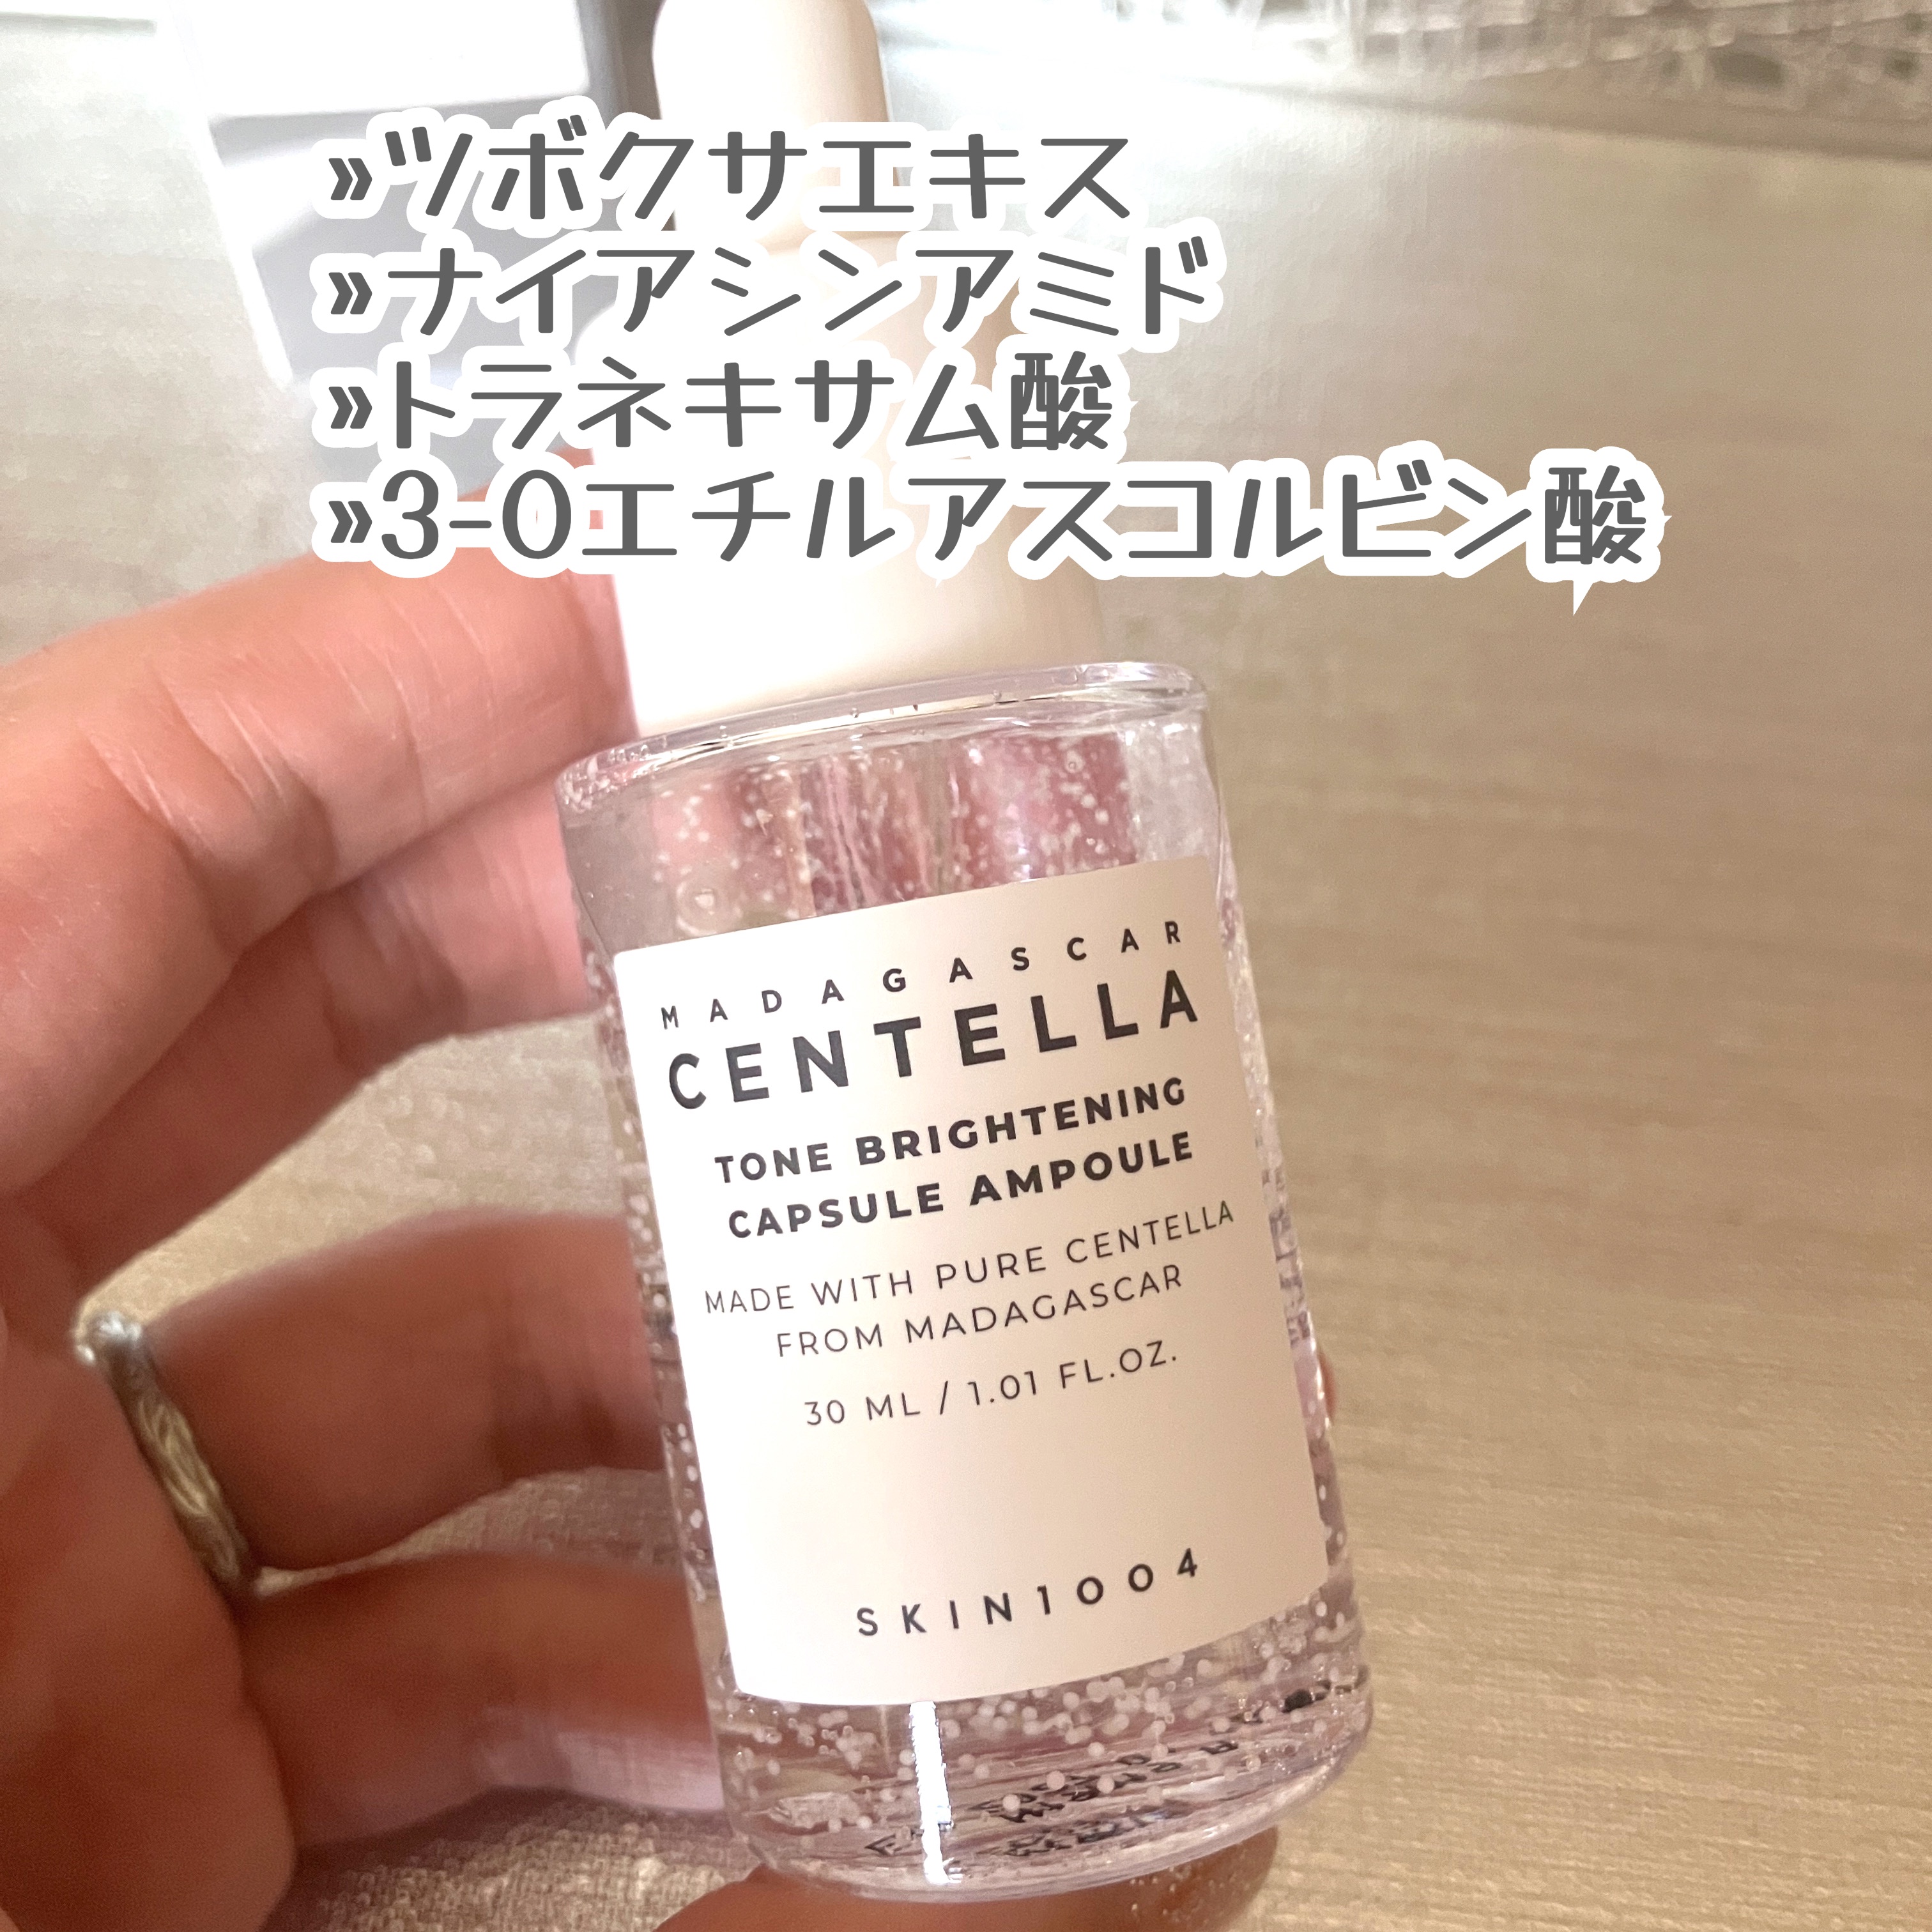 »ツボクサエキス
»ナイアシンアミド
»トラネキサム酸
»3-Oエチルアスコルビン酸
MADAGASCAR
CENTELLA
TONE BRIGHTENING
CAPSULE AMPOULE
MADE WITH PURE CENTELLA
FROM MADAGASCAR
30 ML / 1.01 FL.OZ.
SKIN1004